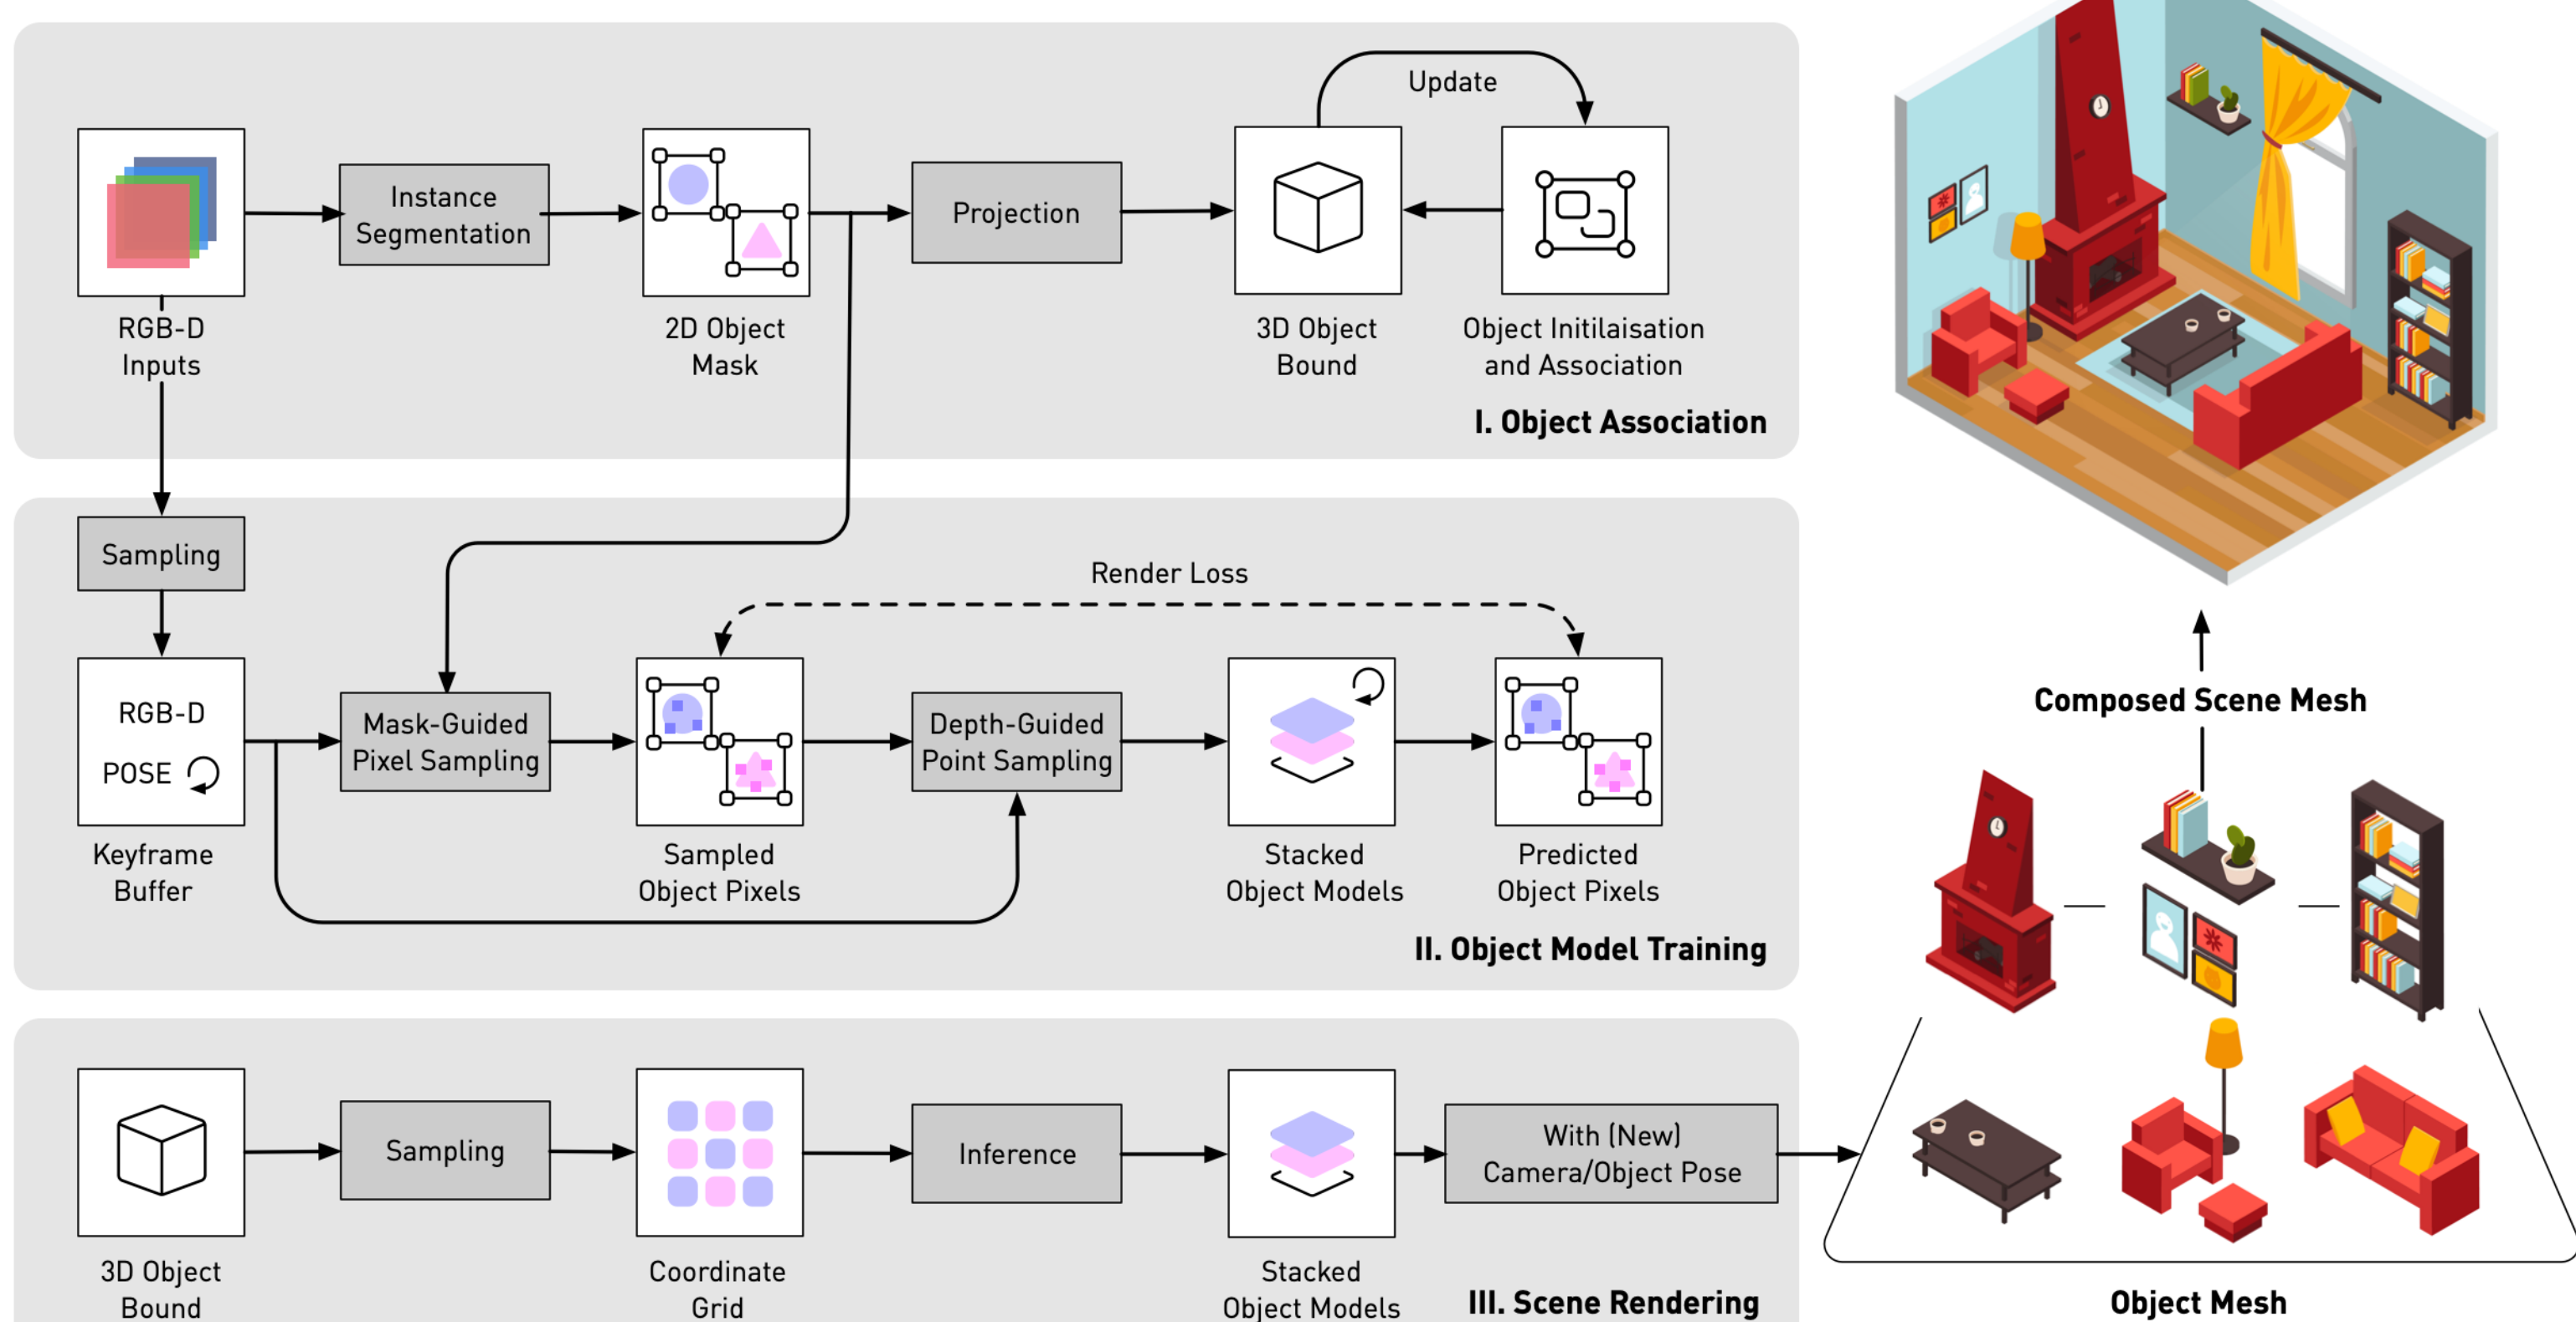 Update
Instance
Segmentation
Projection
RGB-D
Inputs
2D Object
Mask
3D Object
Bound
Object Initilaisation
and Association
I. Object Association
Sampling
Render Loss
RGB-D
POSE
Mask-Guided
Pixel Sampling
Depth-Guided
Point Sampling
Keyframe
Buffer
Sampled
Object Pixels
Stacked
Object Models
Predicted
Object Pixels
II. Object Model Training
Composed Scene Mesh
Sampling
Inference
With (New)
Camera/Object Pose
3D Object
Bound
Coordinate
Grid
Stacked
Object Models
III. Scene Rendering
Object Mesh